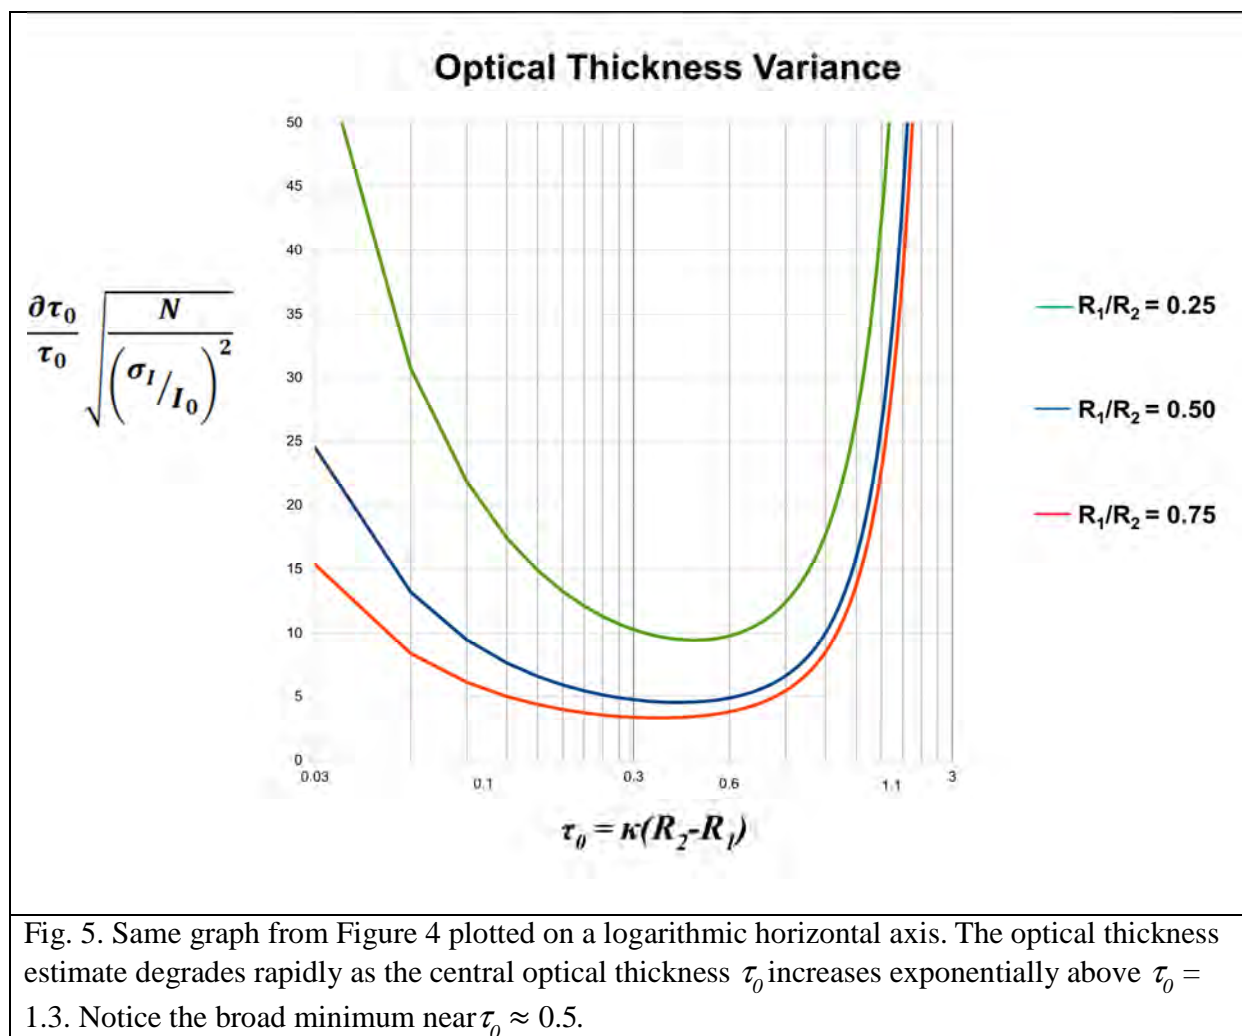 Optical Thickness Variance
50
45
40
35
30
25
20
15
10
5
0
∂τ₀/τ₀ √(N/(σ_I/I₀)²)
R₁/R₂ = 0.25
R₁/R₂ = 0.50
R₁/R₂ = 0.75
0.03 0.1 0.3 0.6 1.1 3
τ₀ = κ(R₂-R₁)
Fig. 5. Same graph from Figure 4 plotted on a logarithmic horizontal axis. The optical thickness
estimate degrades rapidly as the central optical thickness τ₀ increases exponentially above τ₀ =
1.3. Notice the broad minimum near τ₀ ≈ 0.5.